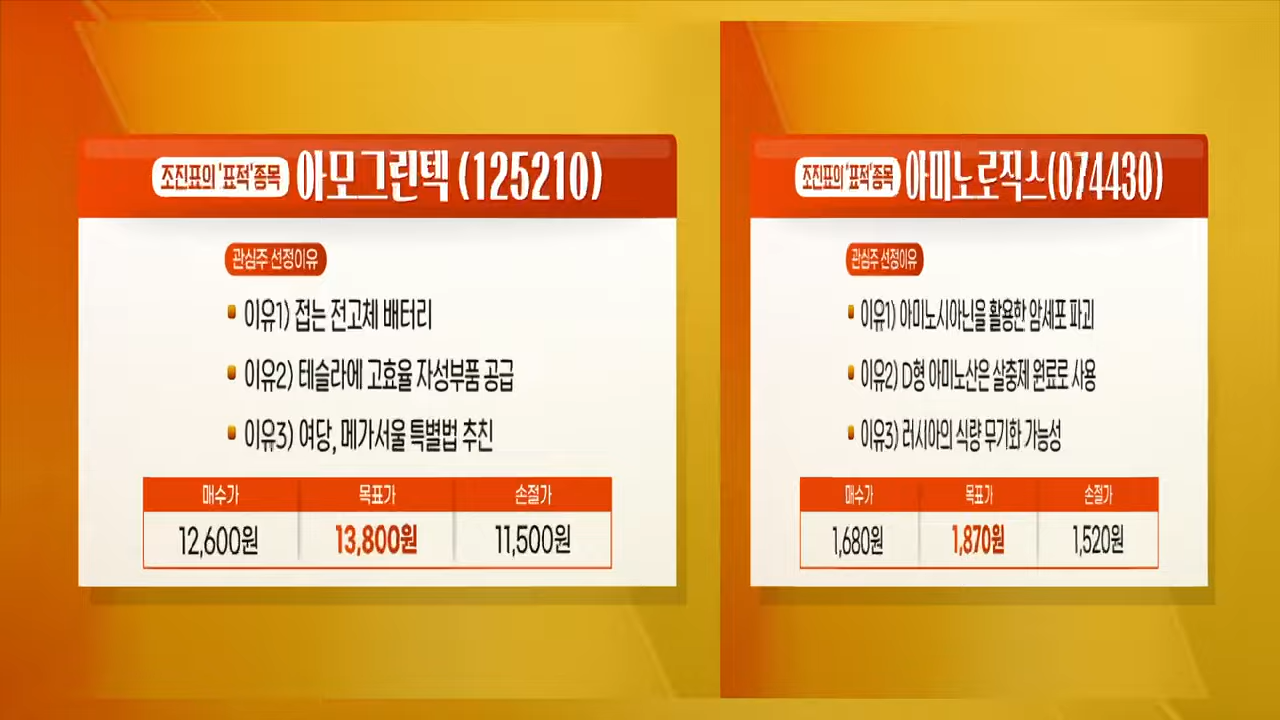 조진표의 '표적'종목 아모그린텍 (125210)
관심주 선정이유
이유1) 접는 전고체 배터리
이유2) 테슬라에 고효율 자성부품 공급
이유3) 여당, 메가서울 특별법 추진
매수가 목표가 손절가
12,600원 13,800원 11,500원
조진표의 '표적'종목 아미노로직스(074430)
관심주 선정이유
이유1) 아미노시아닌을 활용한 암세포 파괴
이유2) D형 아미노산은 살충제 원료로 사용
이유3) 러시아의 식량 무기화 가능성
매수가 목표가 손절가
1,680원 1,870원 1,520원